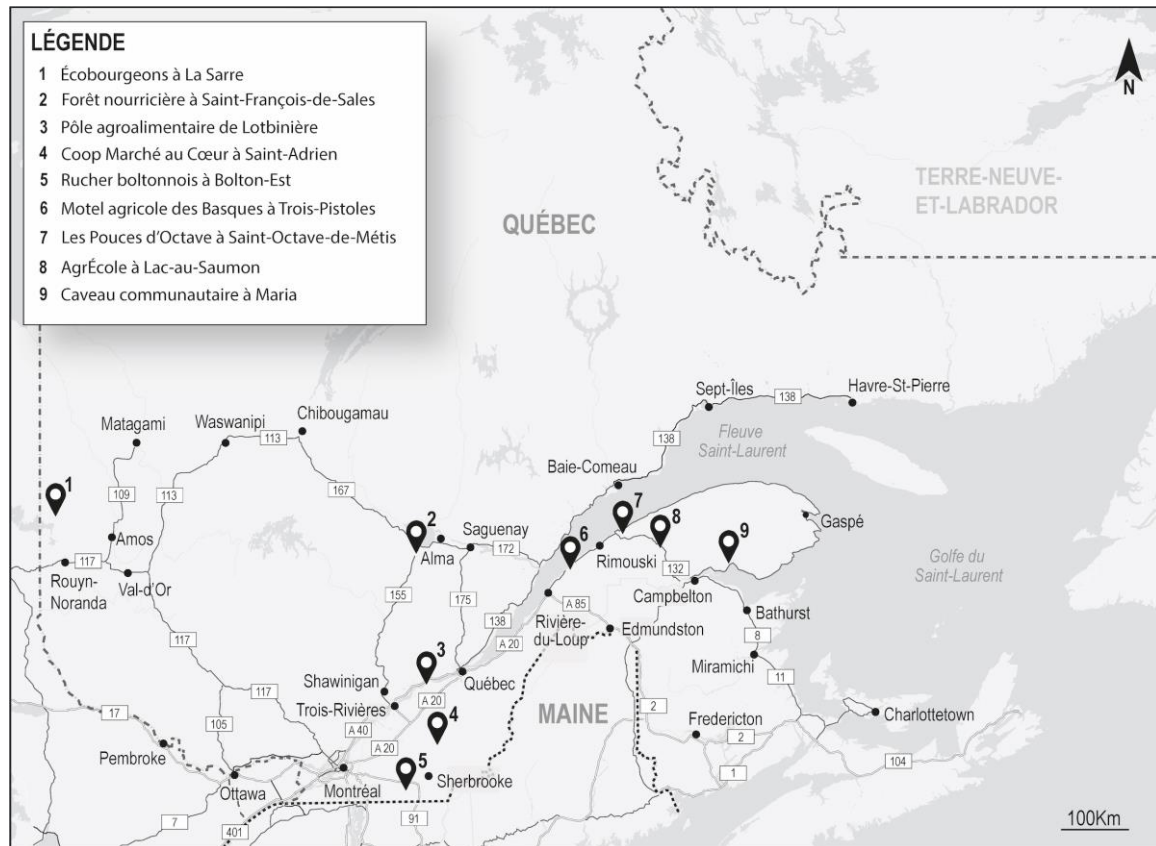 LÉGENDE
1 Écobourgeons à La Sarre
2 Forêt nourricière à Saint-François-de-Sales
3 Pôle agroalimentaire de Lotbinière
4 Coop Marché au Cœur à Saint-Adrien
5 Rucher boltonnois à Bolton-Est
6 Motel agricole des Basques à Trois-Pistoles
7 Les Pouces d’Octave à Saint-Octave-de-Métis
8 AgrÉcole à Lac-au-Saumon
9 Caveau communautaire à Maria
N
TERRE-NEUVE-
ET-LABRADOR
QUÉBEC
Sept-Îles
138
Havre-St-Pierre
Matagami
Waswanipi
113
Chibougamau
138
Fleuve
Saint-Laurent
Baie-Comeau
1
109
113
167
7
2
8
Gaspé
Amos
Saguenay
6
9
117
Alma
172
Rimouski
Rouyn-
Noranda
Val-d’Or
132
Golfe du
Saint-Laurent
155
175
Campbelton
A 85
138
Rivière-
du-Loup
Bathurst
117
A 20
Edmundston
8
3
Miramichi
Shawinigan
Québec
11
117
A 20
Trois-Rivières
4
MAINE
2
17
105
A 40
Fredericton
2
Charlottetown
A 20
Pembroke
5
104
Ottawa
Montréal
Sherbrooke
1
7
401
91
100Km